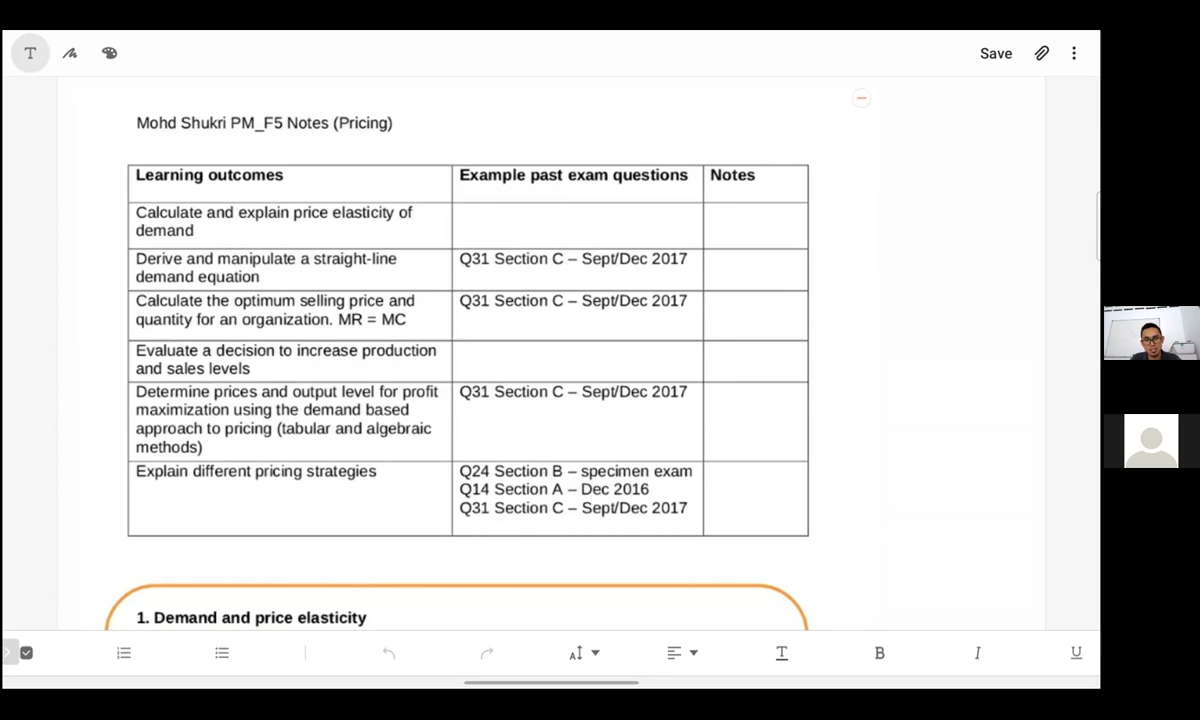 Save
Mohd Shukri PM_F5 Notes (Pricing)
Learning outcomes
Example past exam questions
Notes
Calculate and explain price elasticity of
demand
Derive and manipulate a straight-line
demand equation
Q31 Section C – Sept/Dec 2017
Calculate the optimum selling price and
quantity for an organization. MR = MC
Q31 Section C – Sept/Dec 2017
Evaluate a decision to increase production
and sales levels
Determine prices and output level for profit
maximization using the demand based
approach to pricing (tabular and algebraic
methods)
Q31 Section C – Sept/Dec 2017
Explain different pricing strategies
Q24 Section B – specimen exam
Q14 Section A – Dec 2016
Q31 Section C – Sept/Dec 2017
1. Demand and price elasticity